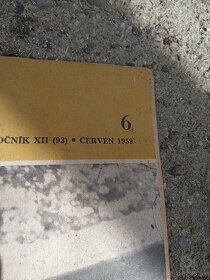 6
OČNÍK XII (93) • ČERVEN 1959